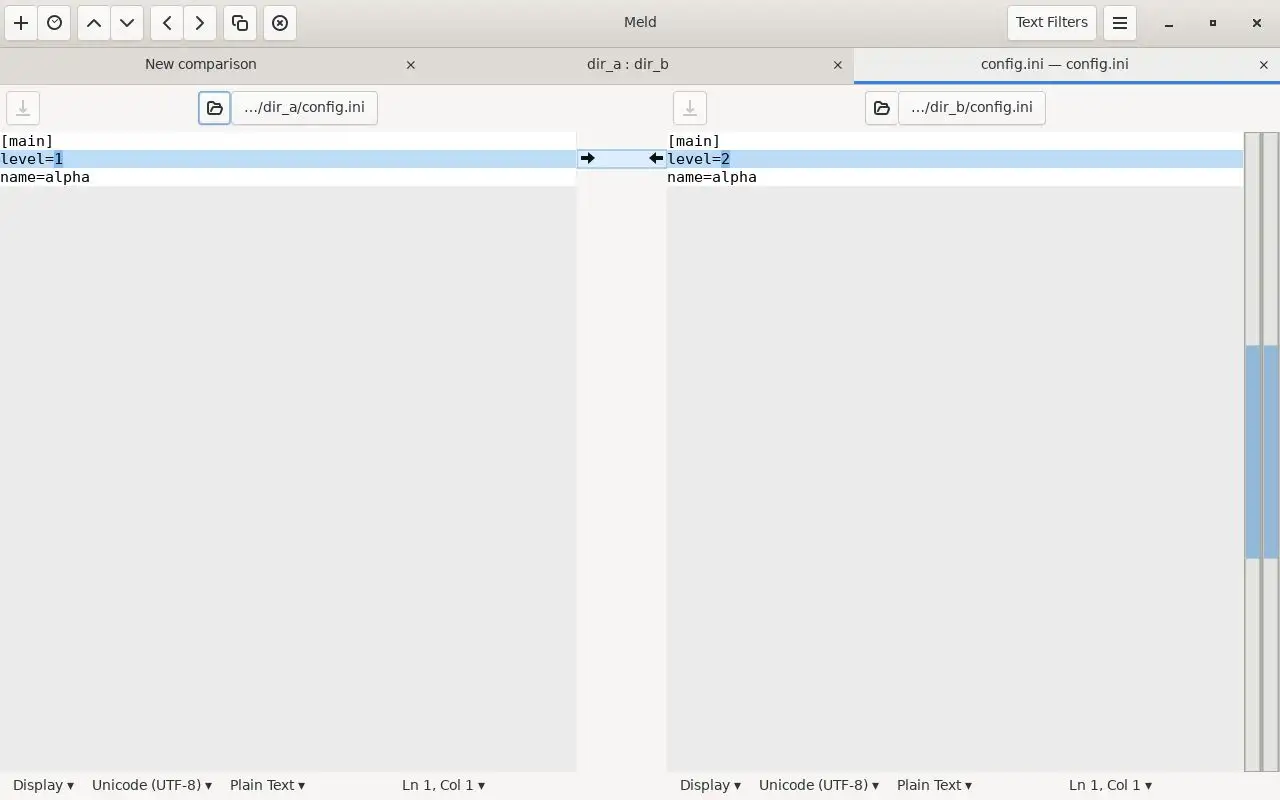 Meld
Text Filters
New comparison
dir_a : dir_b
config.ini — config.ini
.../dir_a/config.ini
.../dir_b/config.ini
[main]
level=1
name=alpha
[main]
level=2
name=alpha
Display ▾ Unicode (UTF-8) ▾ Plain Text ▾ Ln 1, Col 1 ▾
Display ▾ Unicode (UTF-8) ▾ Plain Text ▾ Ln 1, Col 1 ▾